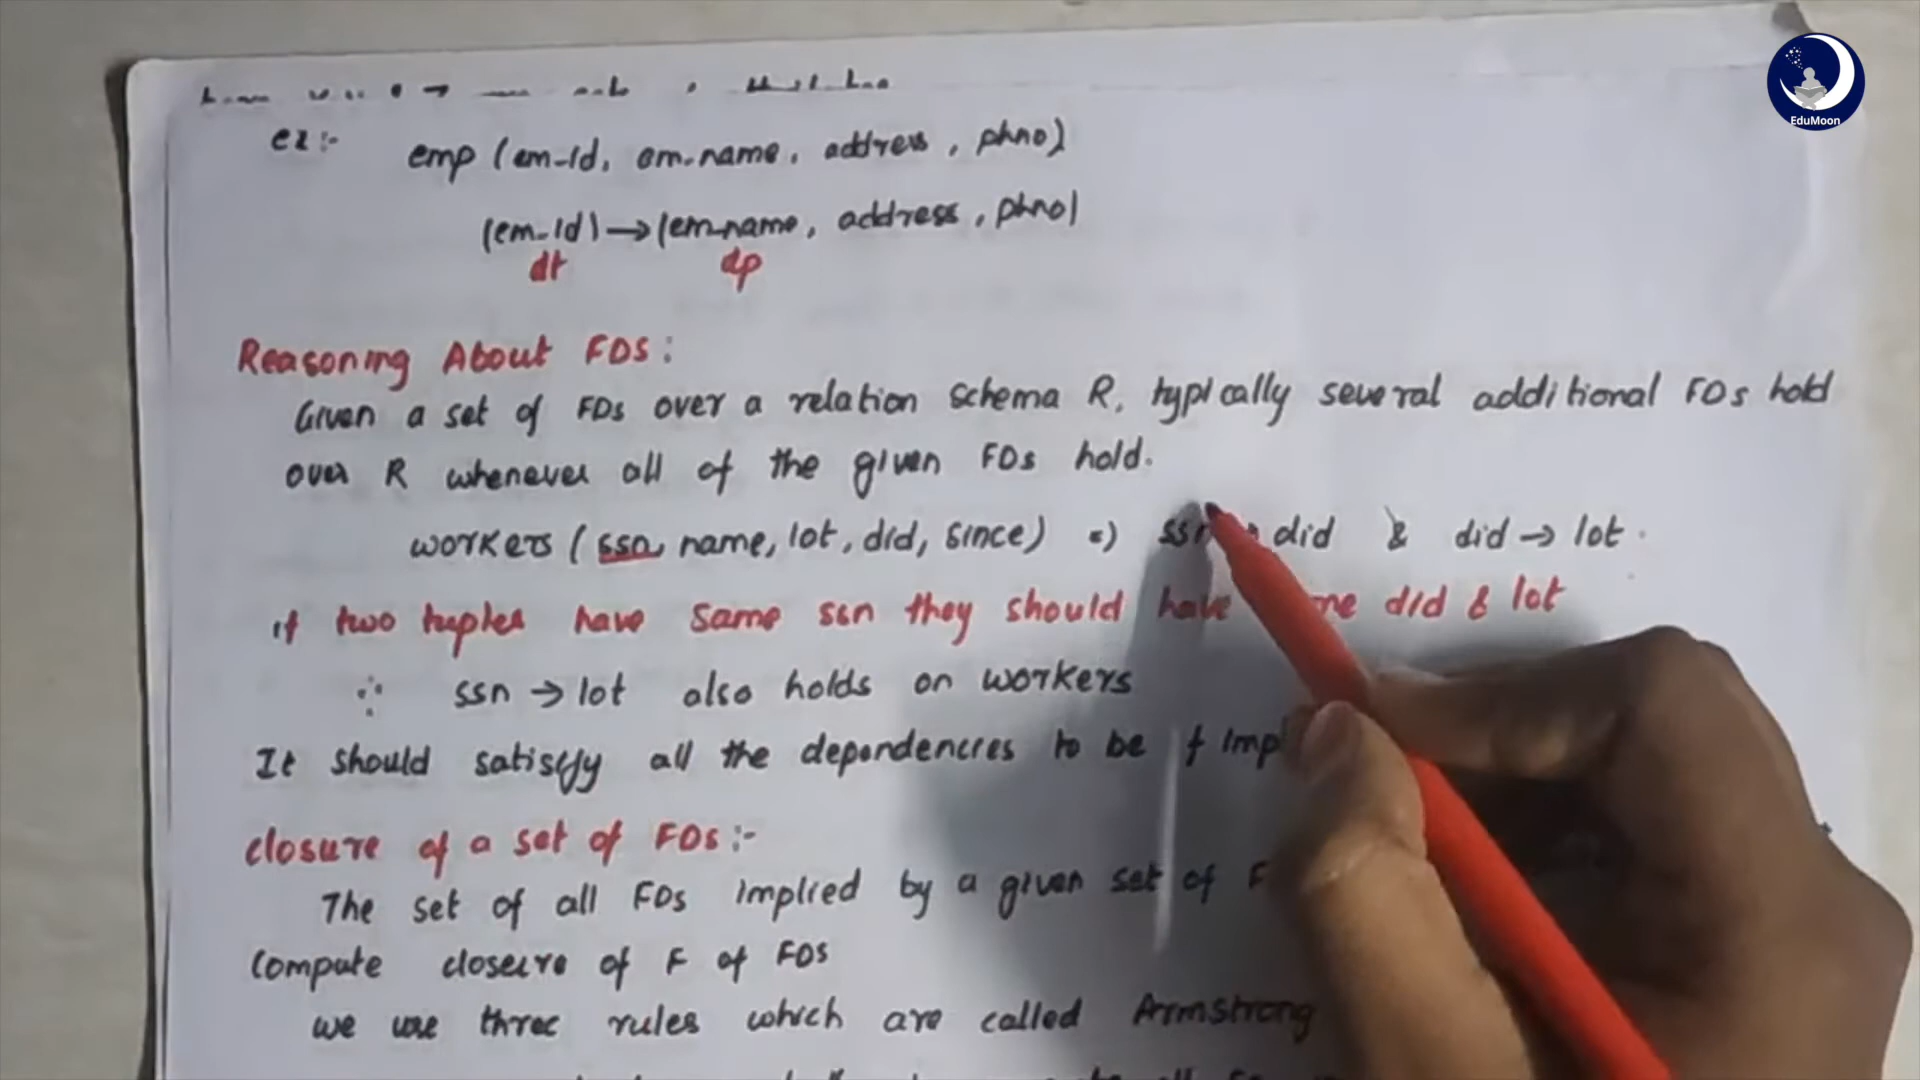 EduMoon
ex:- emp (em-Id, em-name, address, phno)
(em-Id) → (em-name, address, phno)
dt dp
Reasoning About FDS:
Given a set of FDs over a relation schema R, typically several additional FDs hold
over R whenever all of the given FDs hold.
workers (ssn, name, lot, did, since) =) did & did → lot.
if two tuples have same ssn they should have did & lot
∴ ssn → lot also holds on workers
It should satisfy all the dependencies to be f
closure of a set of FDs:-
The set of all FDs implied by a given set of
compute closure of F of FDs
we use three rules which are called Armstrong